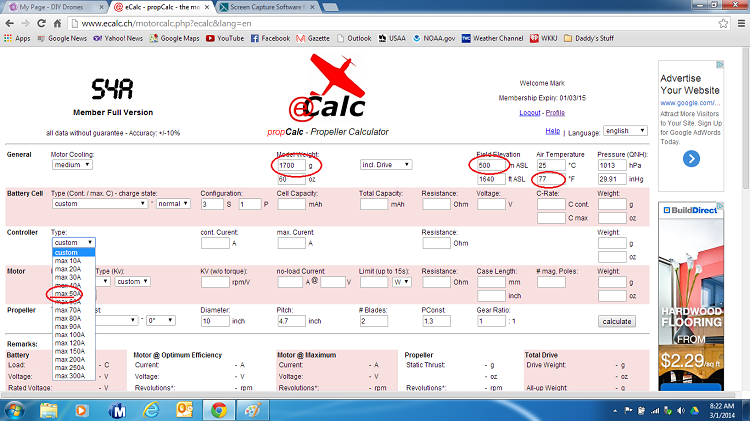 My Page - DIY Drones
eCalc - propCalc - the mo
Screen Capture Software f
www.ecalc.ch/motorcalc.php?ecalc&lang=en
Apps
Google News
Yahoo! News
Google Maps
YouTube
Facebook
Gazette
Outlook
USAA
NOAA.gov
Weather Channel
WKKJ
Daddy's Stuff
S4A
Member Full Version
all data without guarantee - Accuracy: +/-10%
@Calc
propCalc - Propeller Calculator
Welcome Mark
Membership Expiry: 01/03/15
Logout - Profile
Help | Language: english
General
Motor Cooling:
medium
Model Weight:
1700 g
60 oz
incl. Drive
Field Elevation
500 m ASL
1640 ft ASL
Air Temperature
25 °C
77 °F
Pressure (QNH):
1013 hPa
29.91 inHg
Battery Cell
Type (Cont. / max. C) - charge state:
custom - normal
Configuration:
3 S 1 P
Cell Capacity:
mAh
Total Capacity:
mAh
Resistance:
Ohm
Voltage:
V
C-Rate:
C cont.
C max
Weight:
g
oz
Controller
Type:
custom
cont. Curent:
A
max. Curent:
A
Resistance:
Ohm
Weight:
g
oz
custom
max 10A
max 20A
max 30A
max 40A
max 50A
max 60A
max 70A
max 80A
max 90A
max 100A
max 120A
max 150A
max 200A
max 250A
max 300A
Motor
Type (Kv):
custom
KV (w/o torque):
rpm/V
no-load Current:
A @ V
Limit (up to 15s):
W
Resistance:
Ohm
Case Length:
mm
inch
# mag. Poles:
Weight:
g
oz
Propeller
- 0°
Diameter:
10 inch
Pitch:
4.7 inch
# Blades:
2
PConst:
1.3
Gear Ratio:
1 : 1
calculate
Remarks:
Battery
Load: - C
Voltage: - V
Rated Voltage: - V
Motor @ Optimum Efficiency
Current: - A
Voltage: - V
Revolutions*: - rpm
Motor @ Maximum
Current: - A
Voltage: - V
Revolutions*: - rpm
Propeller
Static Thrust: - g
- oz
Revolutions*: - rpm
Total Drive
Drive Weight: - g
- oz
All-up Weight: - g
Advertise
Your Website
www.google.com/...
Attract More Visitors
to Your Site. Sign Up
for Google AdWords
Today.
BuildDirect
HARDWOOD
FLOORING
FROM
$2.29/sq ft
8:22 AM
3/1/2014